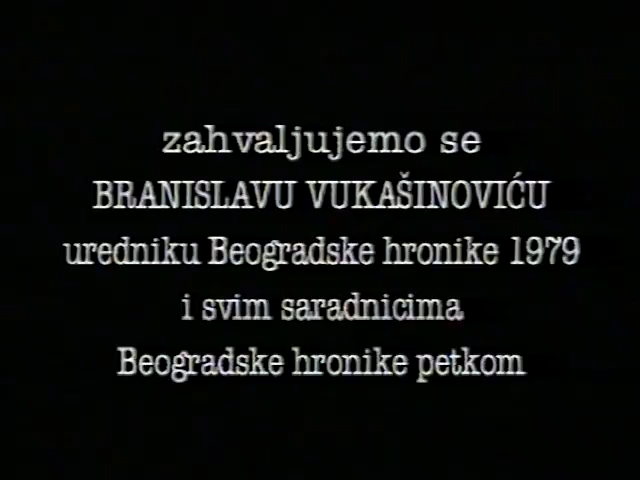 zahvaljujemo se
BRANISLAVU VUKAŠINOVIĆU
uredniku Beogradske hronike 1979
i svim saradnicima
Beogradske hronike petkom